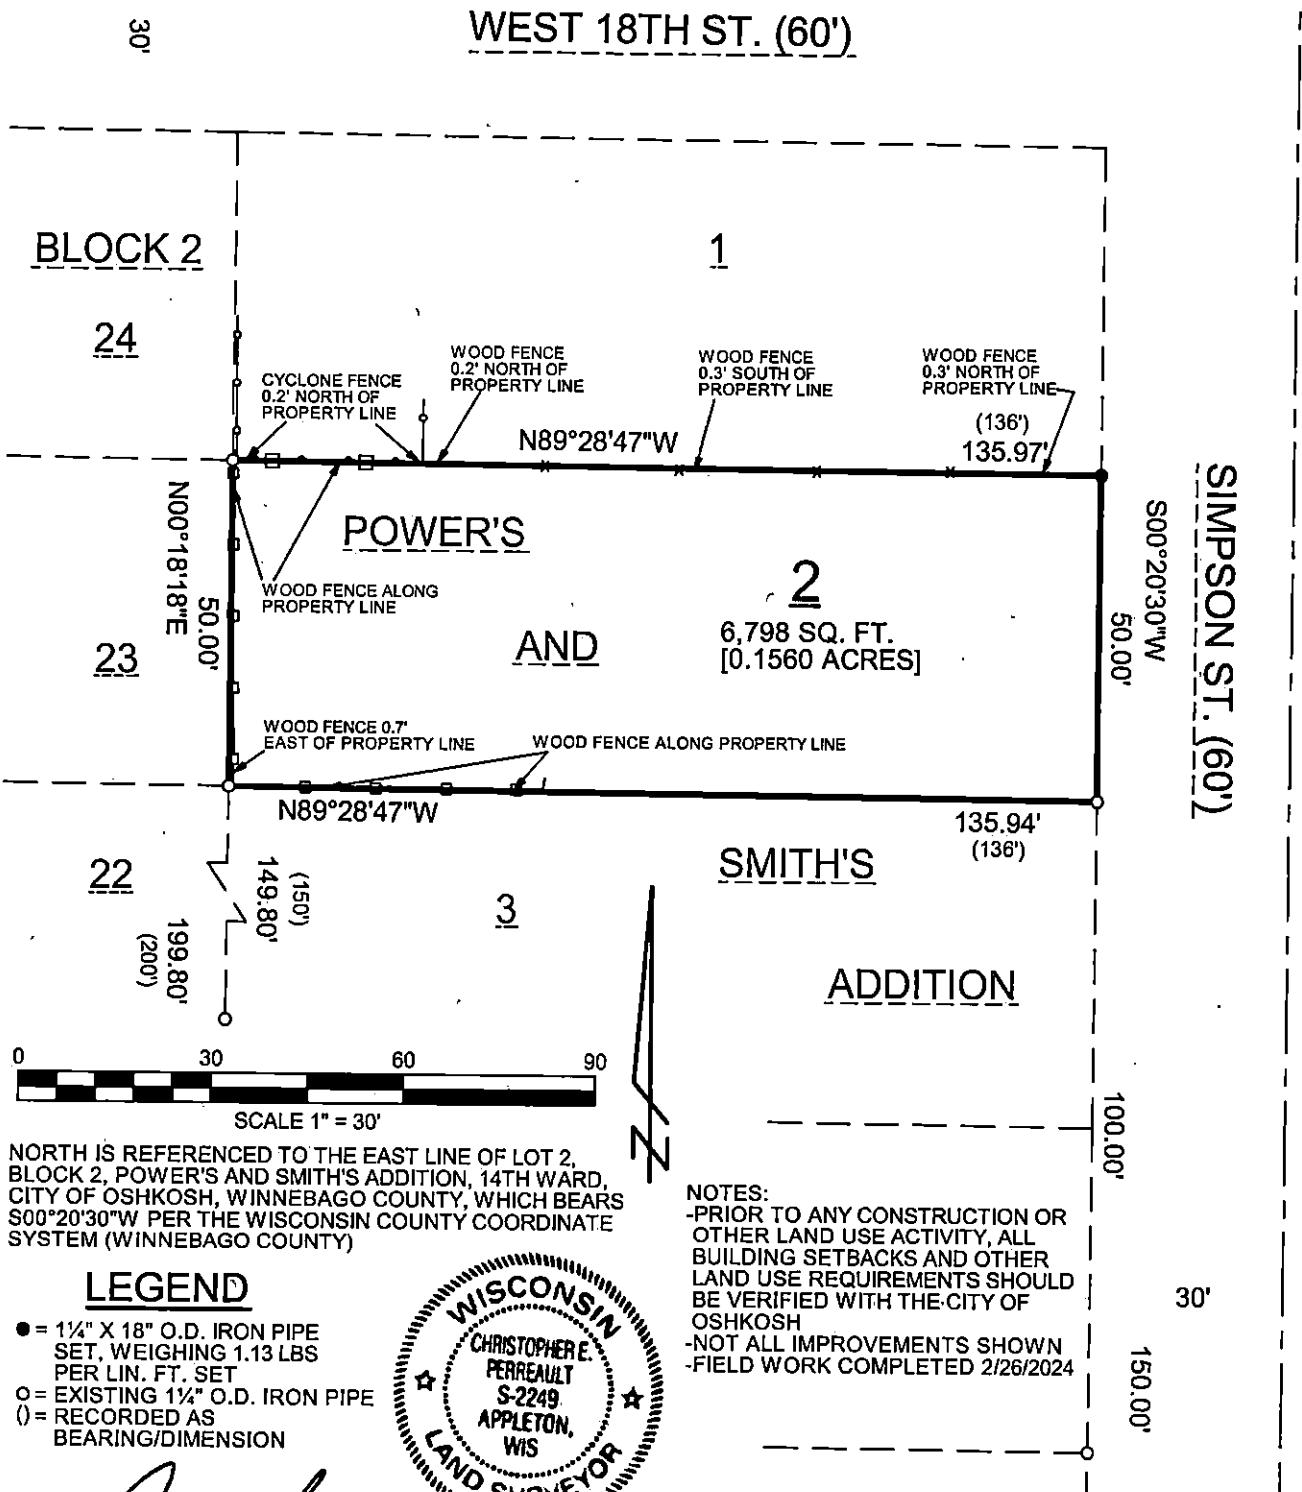 30'
WEST 18TH ST. (60')
BLOCK 2
1
24
CYCLONE FENCE
0.2' NORTH OF
PROPERTY LINE
WOOD FENCE
0.2' NORTH OF
PROPERTY LINE
WOOD FENCE
0.3' SOUTH OF
PROPERTY LINE
WOOD FENCE
0.3' NORTH OF
PROPERTY LINE
N89°28'47"W
(136')
135.97'
N00°18'18"E
50.00'
POWER'S
WOOD FENCE ALONG
PROPERTY LINE
2
6,798 SQ. FT.
[0.1560 ACRES]
AND
23
S00°20'30"W
50.00'
SIMPSON ST. (60')
WOOD FENCE 0.7'
EAST OF PROPERTY LINE
WOOD FENCE ALONG PROPERTY LINE
N89°28'47"W
135.94'
(136')
22
(150')
149.80'
199.80'
(200')
3
SMITH'S
ADDITION
0 30 60 90
SCALE 1" = 30'
N
100.00'
NORTH IS REFERENCED TO THE EAST LINE OF LOT 2,
BLOCK 2, POWER'S AND SMITH'S ADDITION, 14TH WARD,
CITY OF OSHKOSH, WINNEBAGO COUNTY, WHICH BEARS
S00°20'30"W PER THE WISCONSIN COUNTY COORDINATE
SYSTEM (WINNEBAGO COUNTY)
NOTES:
-PRIOR TO ANY CONSTRUCTION OR
OTHER LAND USE ACTIVITY, ALL
BUILDING SETBACKS AND OTHER
LAND USE REQUIREMENTS SHOULD
BE VERIFIED WITH THE CITY OF
OSHKOSH
-NOT ALL IMPROVEMENTS SHOWN
-FIELD WORK COMPLETED 2/26/2024
30'
150.00'
LEGEND
● = 1¼" X 18" O.D. IRON PIPE
SET, WEIGHING 1.13 LBS
PER LIN. FT. SET
O = EXISTING 1¼" O.D. IRON PIPE
() = RECORDED AS
BEARING/DIMENSION
WISCONSIN
CHRISTOPHER E.
PERREAULT
S-2249
APPLETON,
WIS
LAND SURVEYOR